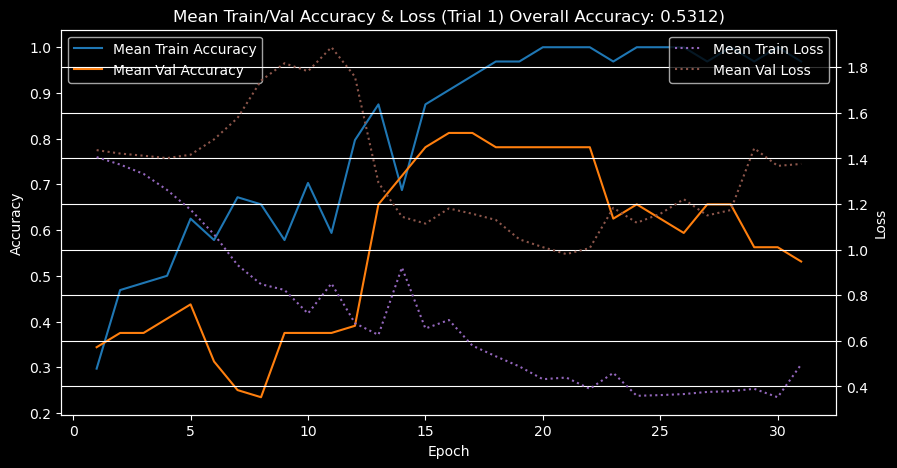 Mean Train/Val Accuracy & Loss (Trial 1) Overall Accuracy: 0.5312)
Mean Train Accuracy
Mean Val Accuracy
Mean Train Loss
Mean Val Loss
1.0
0.9
0.8
0.7
0.6
0.5
0.4
0.3
0.2
Accuracy
1.8
1.6
1.4
1.2
1.0
0.8
0.6
0.4
Loss
0 5 10 15 20 25 30
Epoch